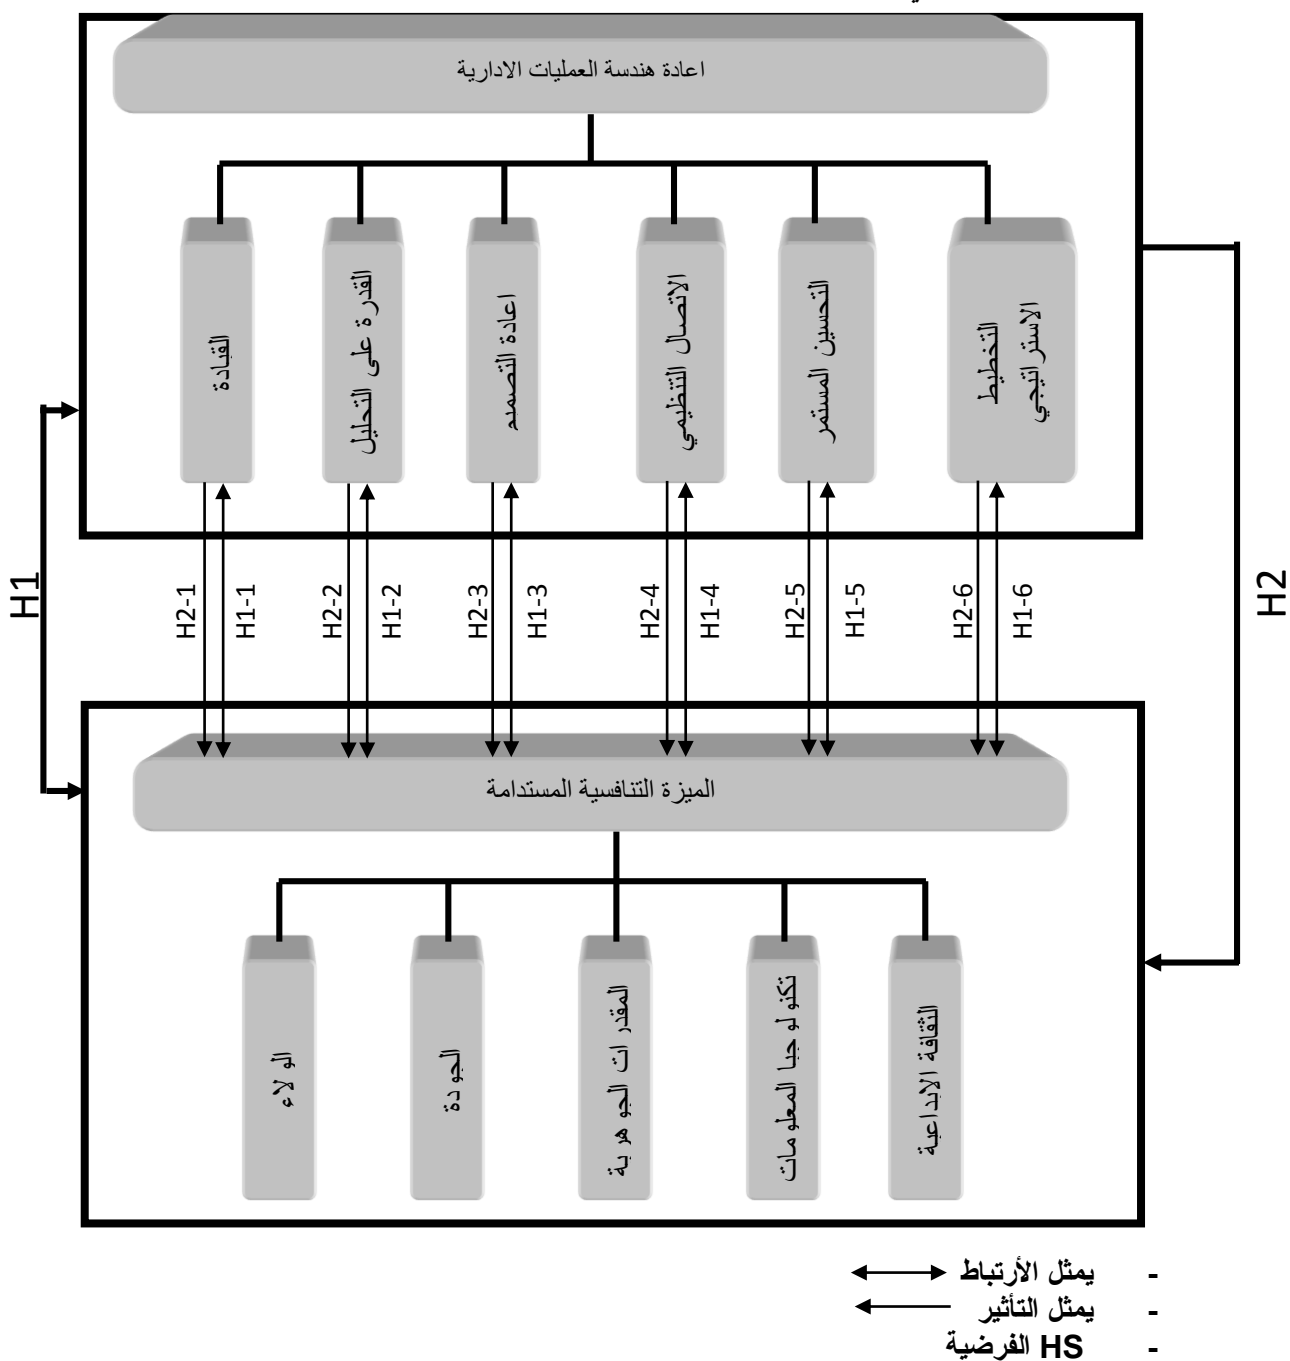 اعادة هندسة العمليات الادارية
التخطيط
الاستراتيجي
التحسين المستمر
الاتصال التنظيمي
اعادة التصميم
القدرة على التحليل
القيادة
H1
H2-1
H1-1
H2-2
H1-2
H2-3
H1-3
H2-4
H1-4
H2-5
H1-5
H2-6
H1-6
H2
الميزة التنافسية المستدامة
الثقافة الابداعية
تكنولوجيا المعلومات
المقدرات الجوهرية
الجودة
الولاء
- يمثل الأرتباط
- يمثل التأثير
- HS الفرضية